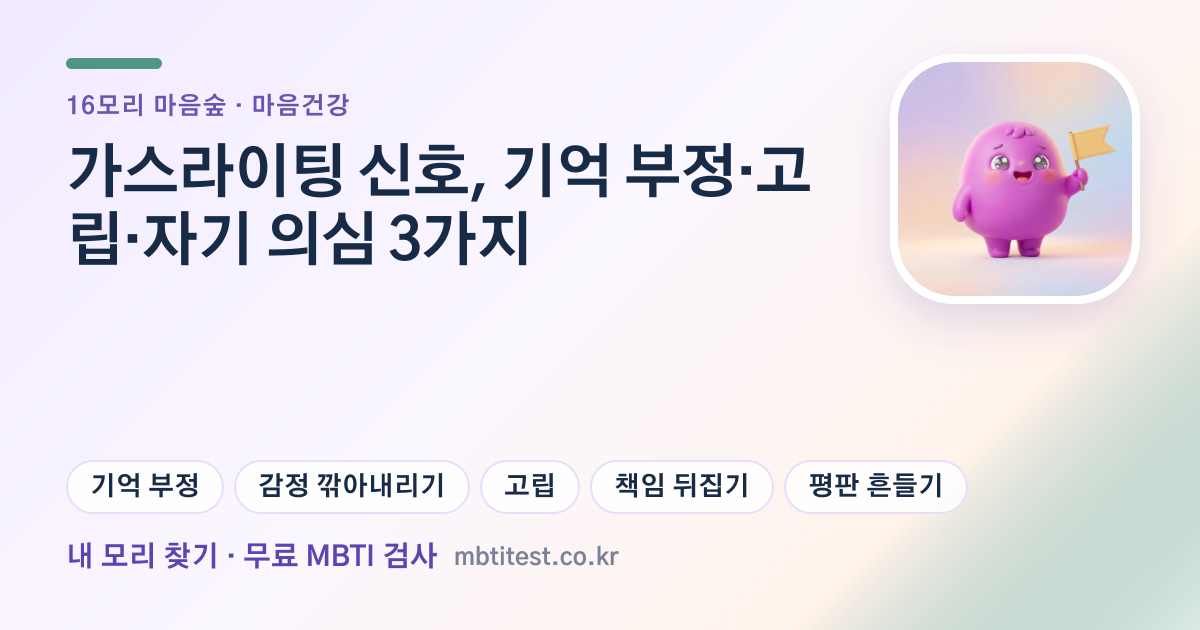 16모리 마음숲 · 마음건강
가스라이팅 신호, 기억 부정·고
립·자기 의심 3가지
기억 부정 감정 깎아내리기 고립 책임 뒤집기 평판 흔들기
내 모리 찾기 · 무료 MBTI 검사 mbtitest.co.kr